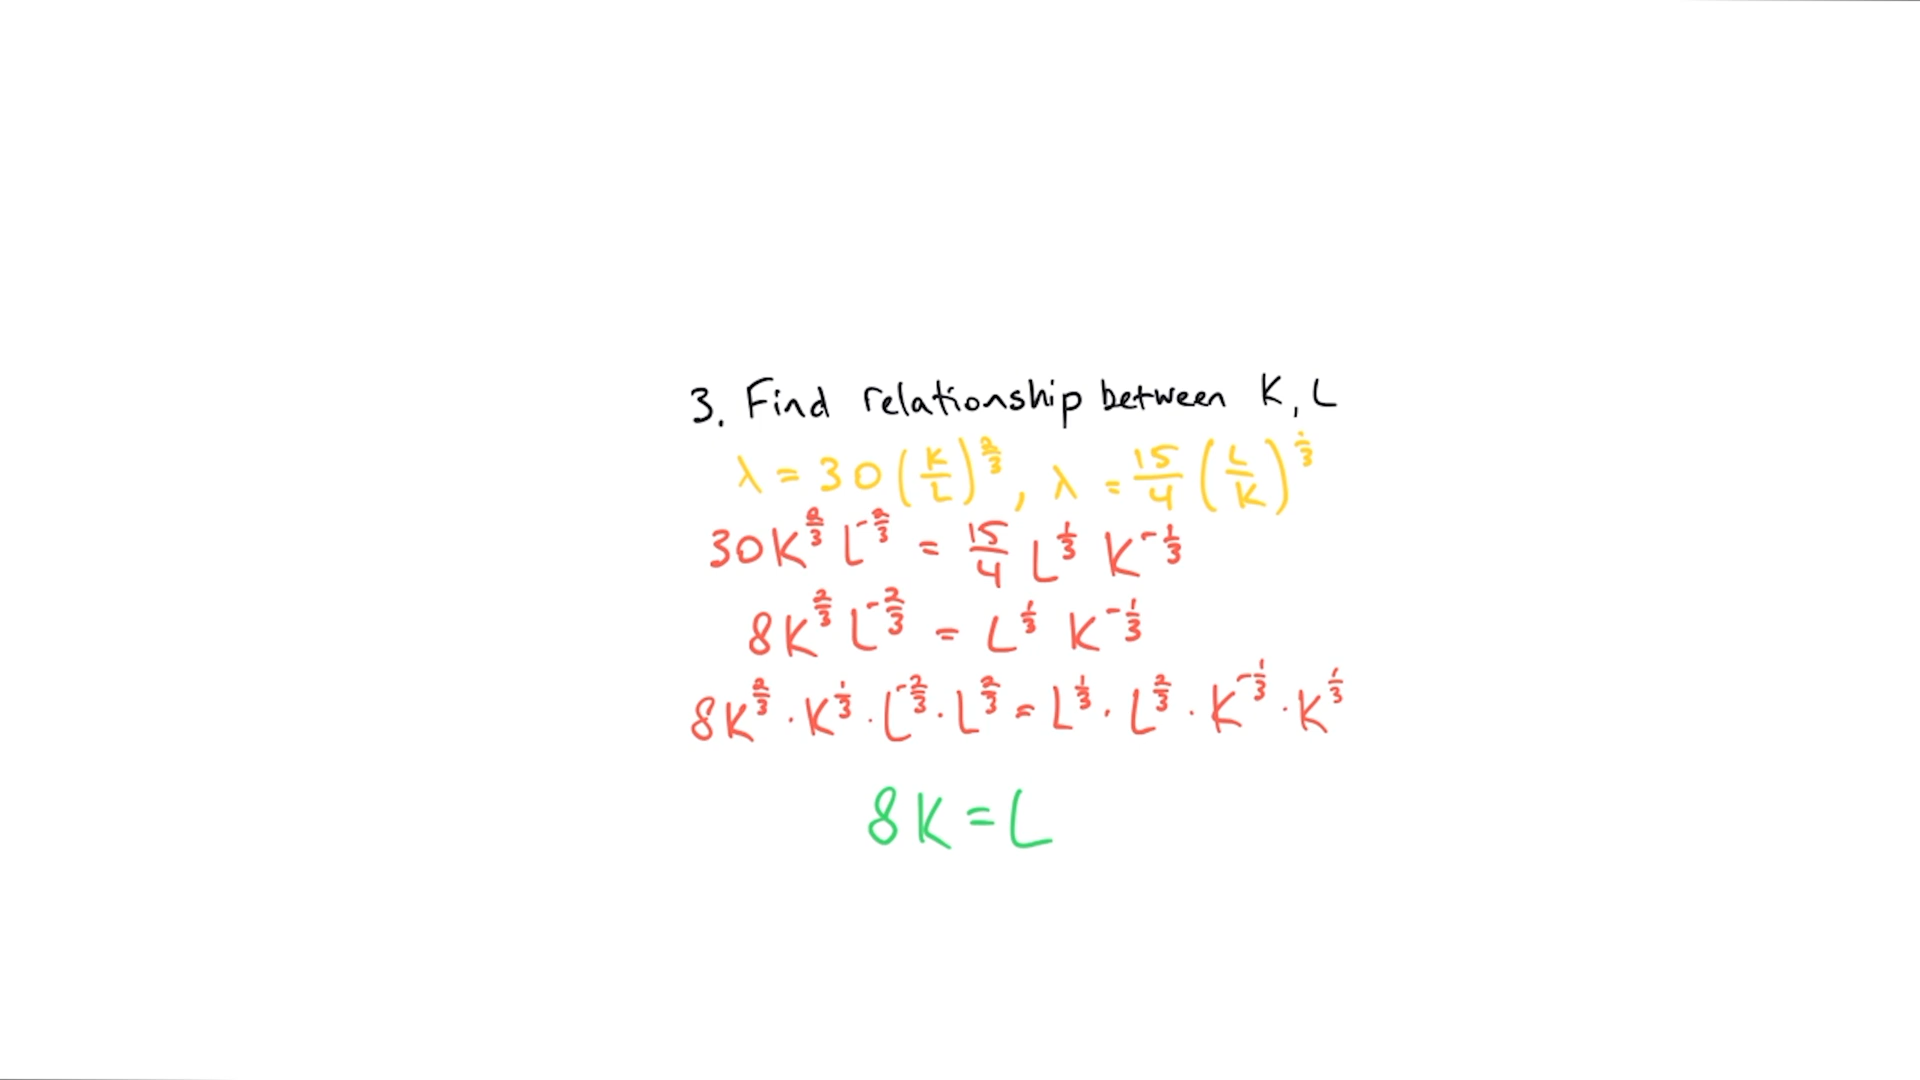 3. Find relationship between K, L
λ = 30 (K/L)^(2/3), λ = 15/4 (L/K)^(1/3)
30K^(2/3) L^(-2/3) = 15/4 L^(1/3) K^(-1/3)
8K^(2/3) L^(-2/3) = L^(1/3) K^(-1/3)
8K^(2/3) · K^(1/3) · L^(-2/3) · L^(2/3) = L^(1/3) · L^(2/3) · K^(-1/3) · K^(1/3)
8K = L